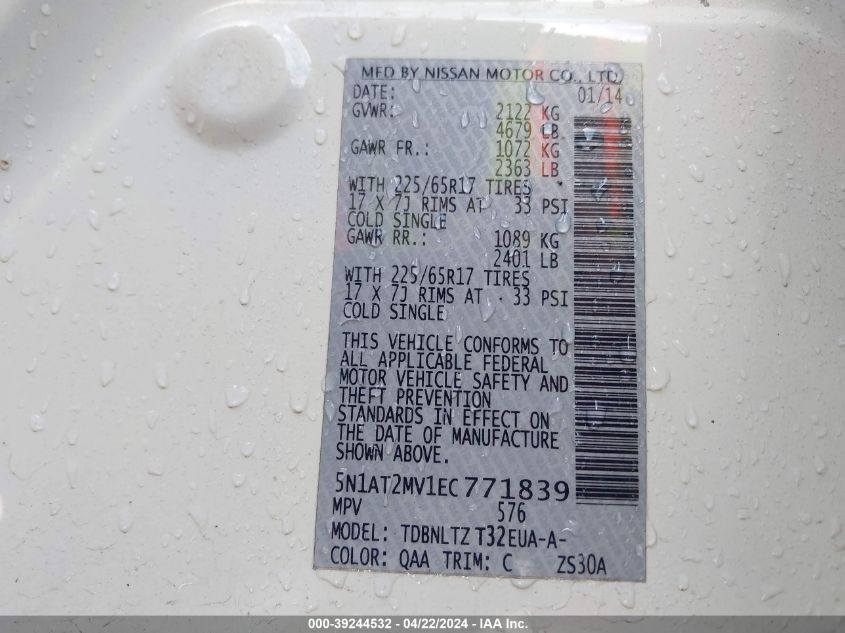 MFD BY NISSAN MOTOR CO., LTD.
DATE: 01/14
GVWR: 2122 KG
4679 LB
GAWR FR.: 1072 KG
2363 LB
WITH 225/65R17 TIRES
17 X 7J RIMS AT 33 PSI
COLD SINGLE
GAWR RR.: 1089 KG
2401 LB
WITH 225/65R17 TIRES
17 X 7J RIMS AT 33 PSI
COLD SINGLE
THIS VEHICLE CONFORMS TO
ALL APPLICABLE FEDERAL
MOTOR VEHICLE SAFETY AND
THEFT PREVENTION
STANDARDS IN EFFECT ON
THE DATE OF MANUFACTURE
SHOWN ABOVE.
5N1AT2MV1EC771839
MPV 576
MODEL: TDBNLTZ T32EUA-A-
COLOR: QAA TRIM: C ZS30A
000-39244532 - 04/22/2024 - IAA Inc.